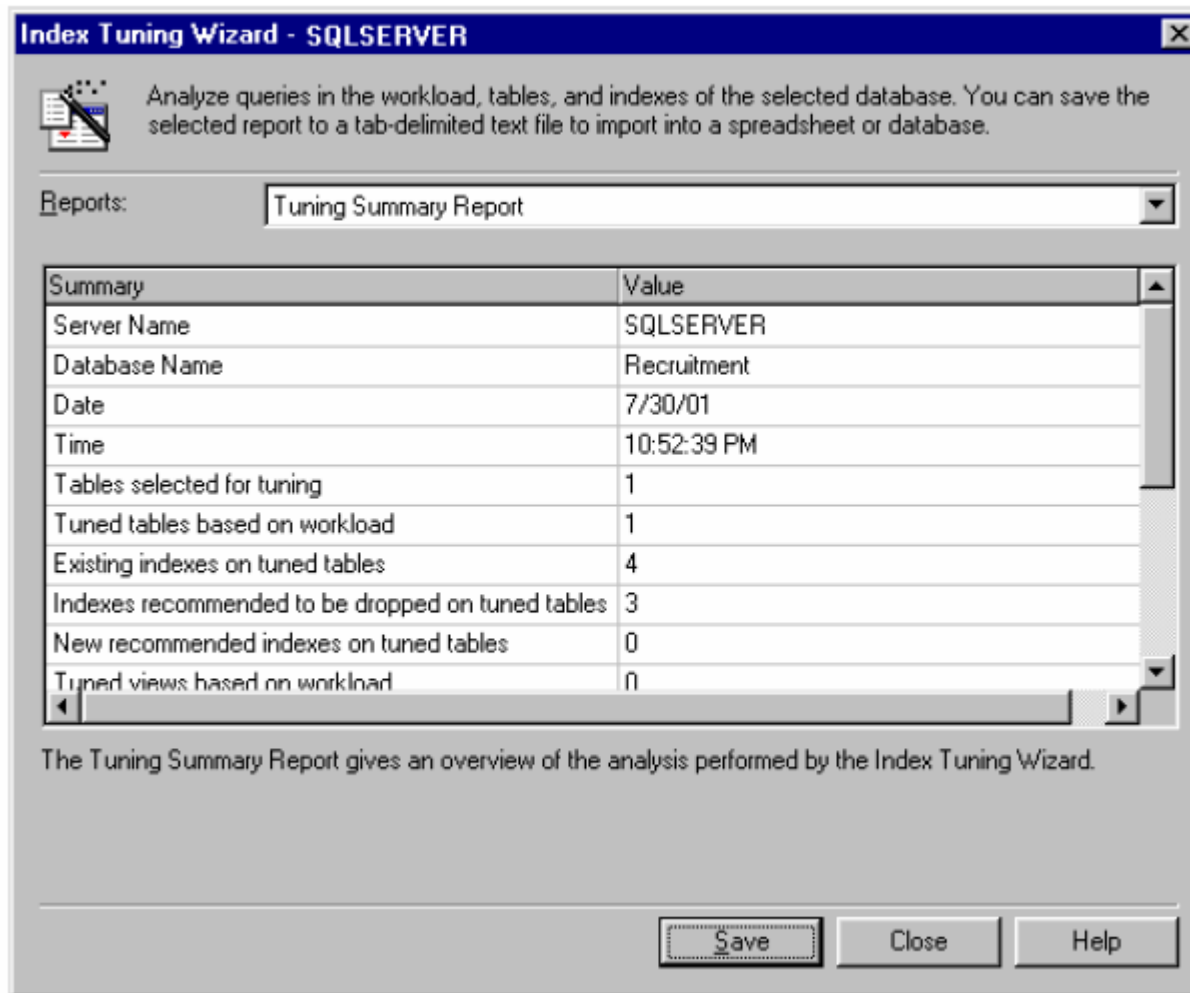 Index Tuning Wizard - SQLSERVER
Analyze queries in the workload, tables, and indexes of the selected database. You can save the
selected report to a tab-delimited text file to import into a spreadsheet or database.
Reports: Tuning Summary Report
Summary Value
Server Name SQLSERVER
Database Name Recruitment
Date 7/30/01
Time 10:52:39 PM
Tables selected for tuning 1
Tuned tables based on workload 1
Existing indexes on tuned tables 4
Indexes recommended to be dropped on tuned tables 3
New recommended indexes on tuned tables 0
Tuned views based on workload 0
The Tuning Summary Report gives an overview of the analysis performed by the Index Tuning Wizard.
Save Close Help